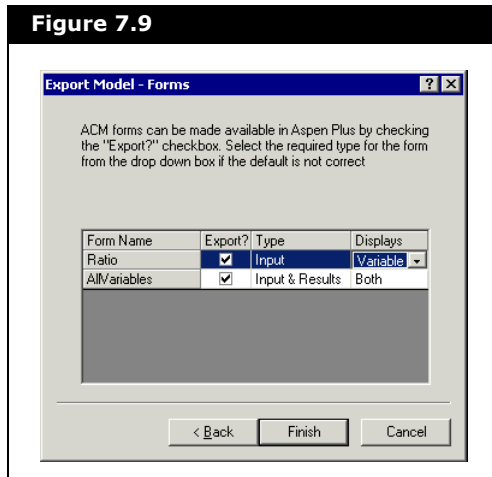 Figure 7.9
Export Model - Forms
ACM forms can be made available in Aspen Plus by checking
the "Export?" checkbox. Select the required type for the form
from the drop down box if the default is not correct
Form Name Export? Type Displays
Ratio Input Variable
AllVariables Input & Results Both
< Back Finish Cancel